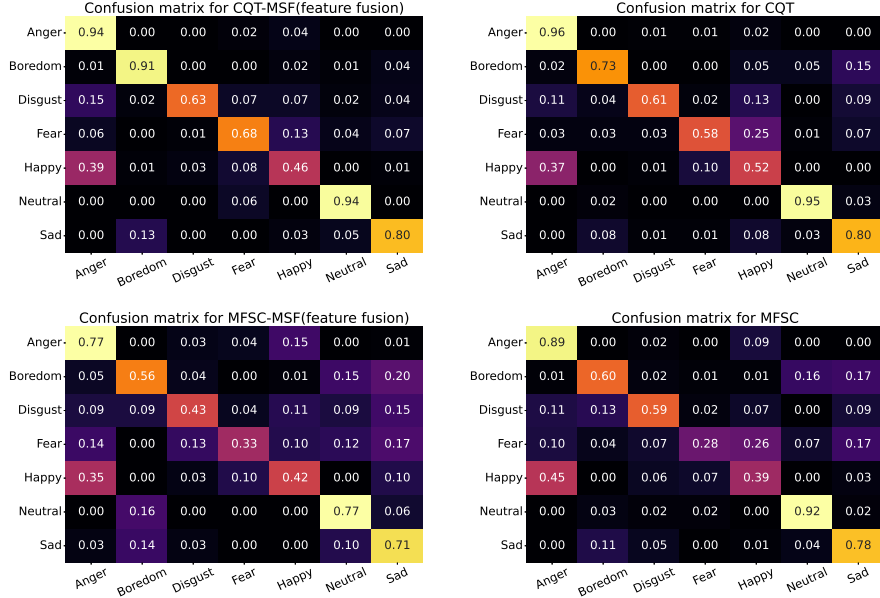 Confusion matrix for CQT-MSF(feature fusion)
Anger 0.94 0.00 0.00 0.02 0.04 0.00 0.00
Boredom 0.01 0.91 0.00 0.00 0.02 0.01 0.04
Disgust 0.15 0.02 0.63 0.07 0.07 0.02 0.04
Fear 0.06 0.00 0.01 0.68 0.13 0.04 0.07
Happy 0.39 0.01 0.03 0.08 0.46 0.00 0.01
Neutral 0.00 0.00 0.00 0.06 0.00 0.94 0.00
Sad 0.00 0.13 0.00 0.00 0.03 0.05 0.80
Anger Boredom Disgust Fear Happy Neutral Sad
Confusion matrix for CQT
Anger 0.96 0.00 0.01 0.01 0.02 0.00 0.00
Boredom 0.02 0.73 0.00 0.00 0.05 0.05 0.15
Disgust 0.11 0.04 0.61 0.02 0.13 0.00 0.09
Fear 0.03 0.03 0.03 0.58 0.25 0.01 0.07
Happy 0.37 0.00 0.01 0.10 0.52 0.00 0.00
Neutral 0.00 0.02 0.00 0.00 0.00 0.95 0.03
Sad 0.00 0.08 0.01 0.01 0.08 0.03 0.80
Anger Boredom Disgust Fear Happy Neutral Sad
Confusion matrix for MFSC-MSF(feature fusion)
Anger 0.77 0.00 0.03 0.04 0.15 0.00 0.01
Boredom 0.05 0.56 0.04 0.00 0.01 0.15 0.20
Disgust 0.09 0.09 0.43 0.04 0.11 0.09 0.15
Fear 0.14 0.00 0.13 0.33 0.10 0.12 0.17
Happy 0.35 0.00 0.03 0.10 0.42 0.00 0.10
Neutral 0.00 0.16 0.00 0.00 0.00 0.77 0.06
Sad 0.03 0.14 0.03 0.00 0.00 0.10 0.71
Anger Boredom Disgust Fear Happy Neutral Sad
Confusion matrix for MFSC
Anger 0.89 0.00 0.02 0.00 0.09 0.00 0.00
Boredom 0.01 0.60 0.02 0.01 0.01 0.16 0.17
Disgust 0.11 0.13 0.59 0.02 0.07 0.00 0.09
Fear 0.10 0.04 0.07 0.28 0.26 0.07 0.17
Happy 0.45 0.00 0.06 0.07 0.39 0.00 0.03
Neutral 0.00 0.03 0.02 0.02 0.00 0.92 0.02
Sad 0.00 0.11 0.05 0.00 0.01 0.04 0.78
Anger Boredom Disgust Fear Happy Neutral Sad